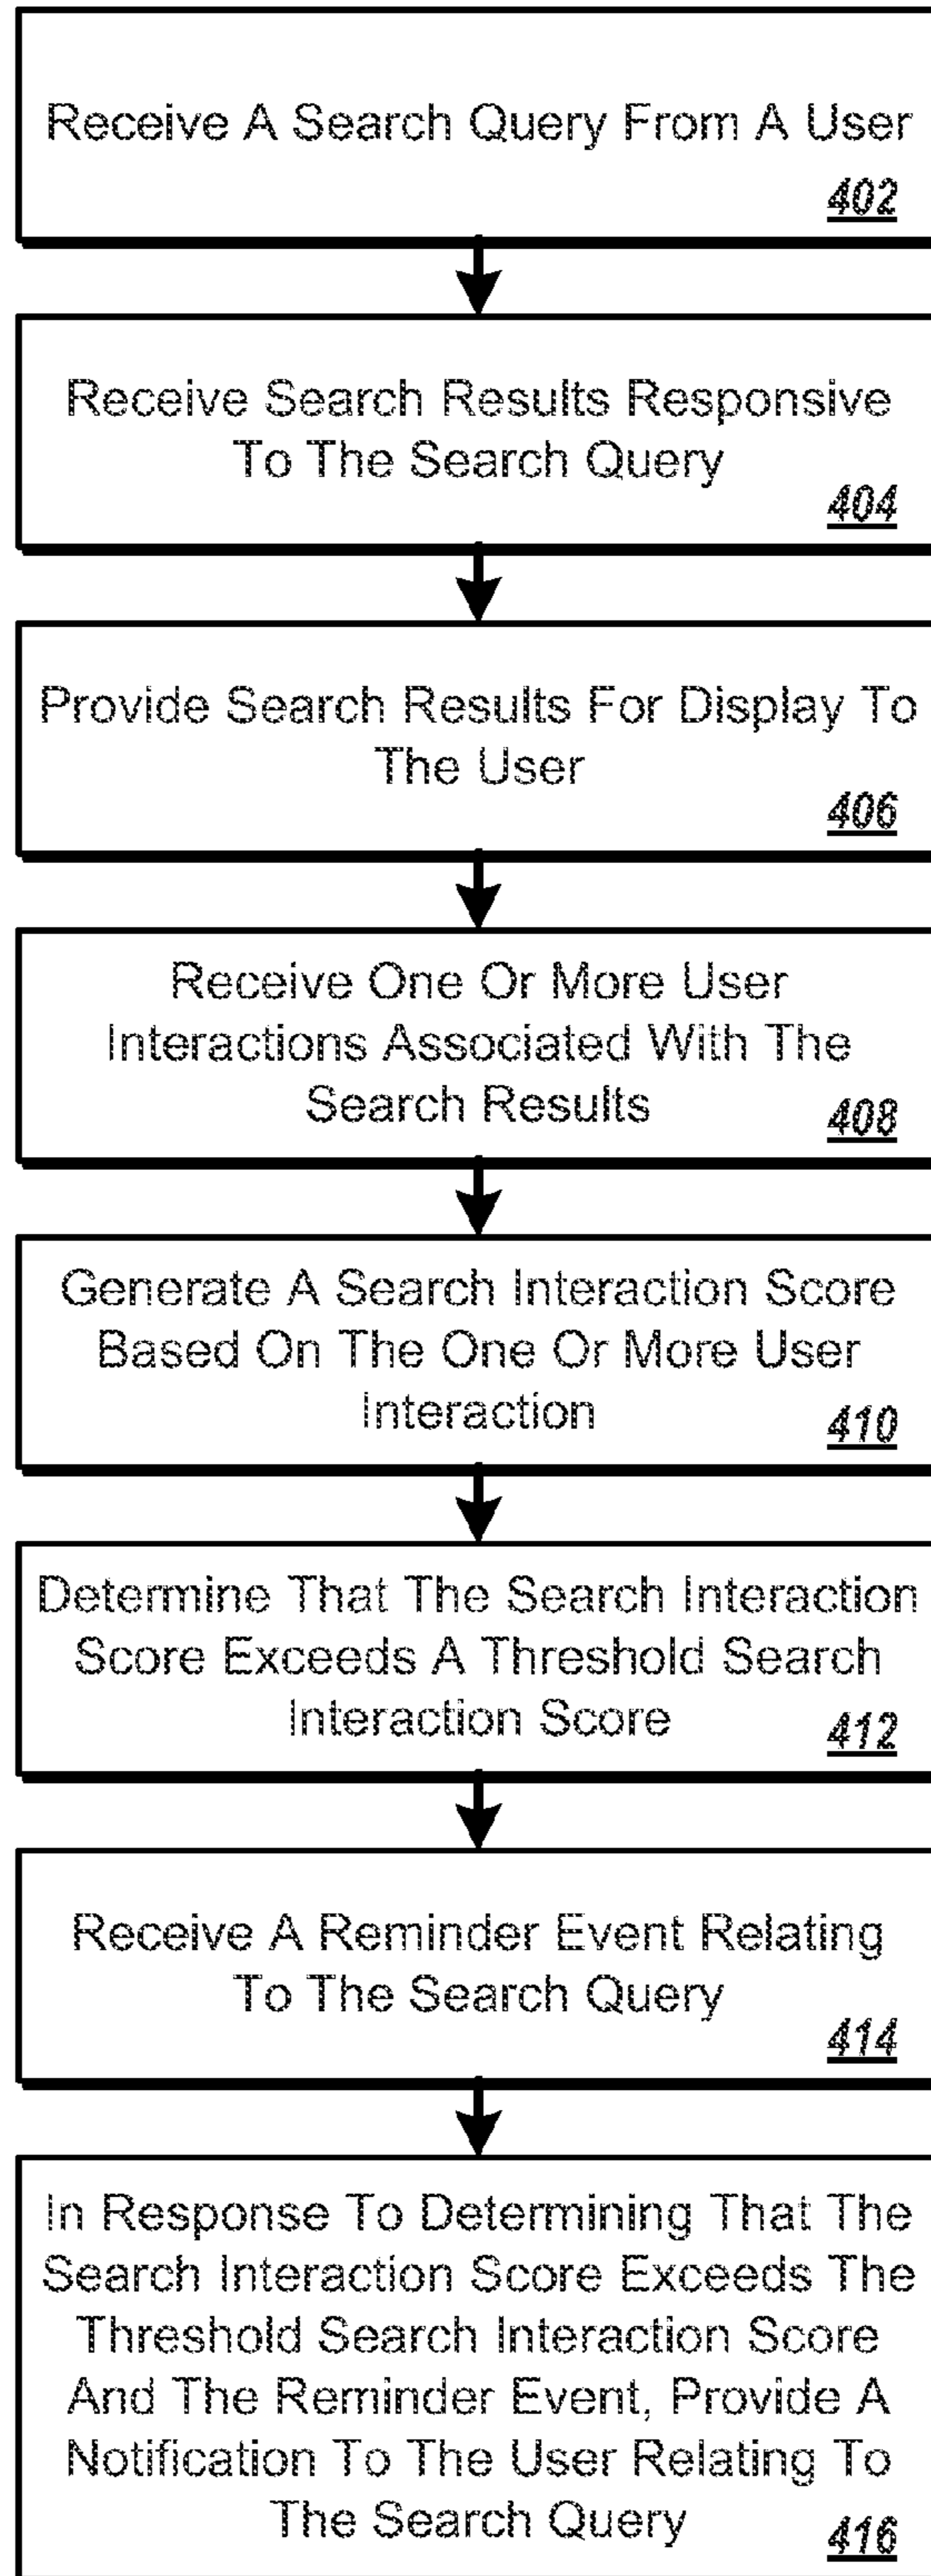 Receive A Search Query From A User
402
Receive Search Results Responsive
To The Search Query
404
Provide Search Results For Display To
The User
406
Receive One Or More User
Interactions Associated With The
Search Results
408
Generate A Search Interaction Score
Based On The One Or More User
Interaction
410
Determine That The Search Interaction
Score Exceeds A Threshold Search
Interaction Score
412
Receive A Reminder Event Relating
To The Search Query
414
In Response To Determining That The
Search Interaction Score Exceeds The
Threshold Search Interaction Score
And The Reminder Event, Provide A
Notification To The User Relating To
The Search Query
416